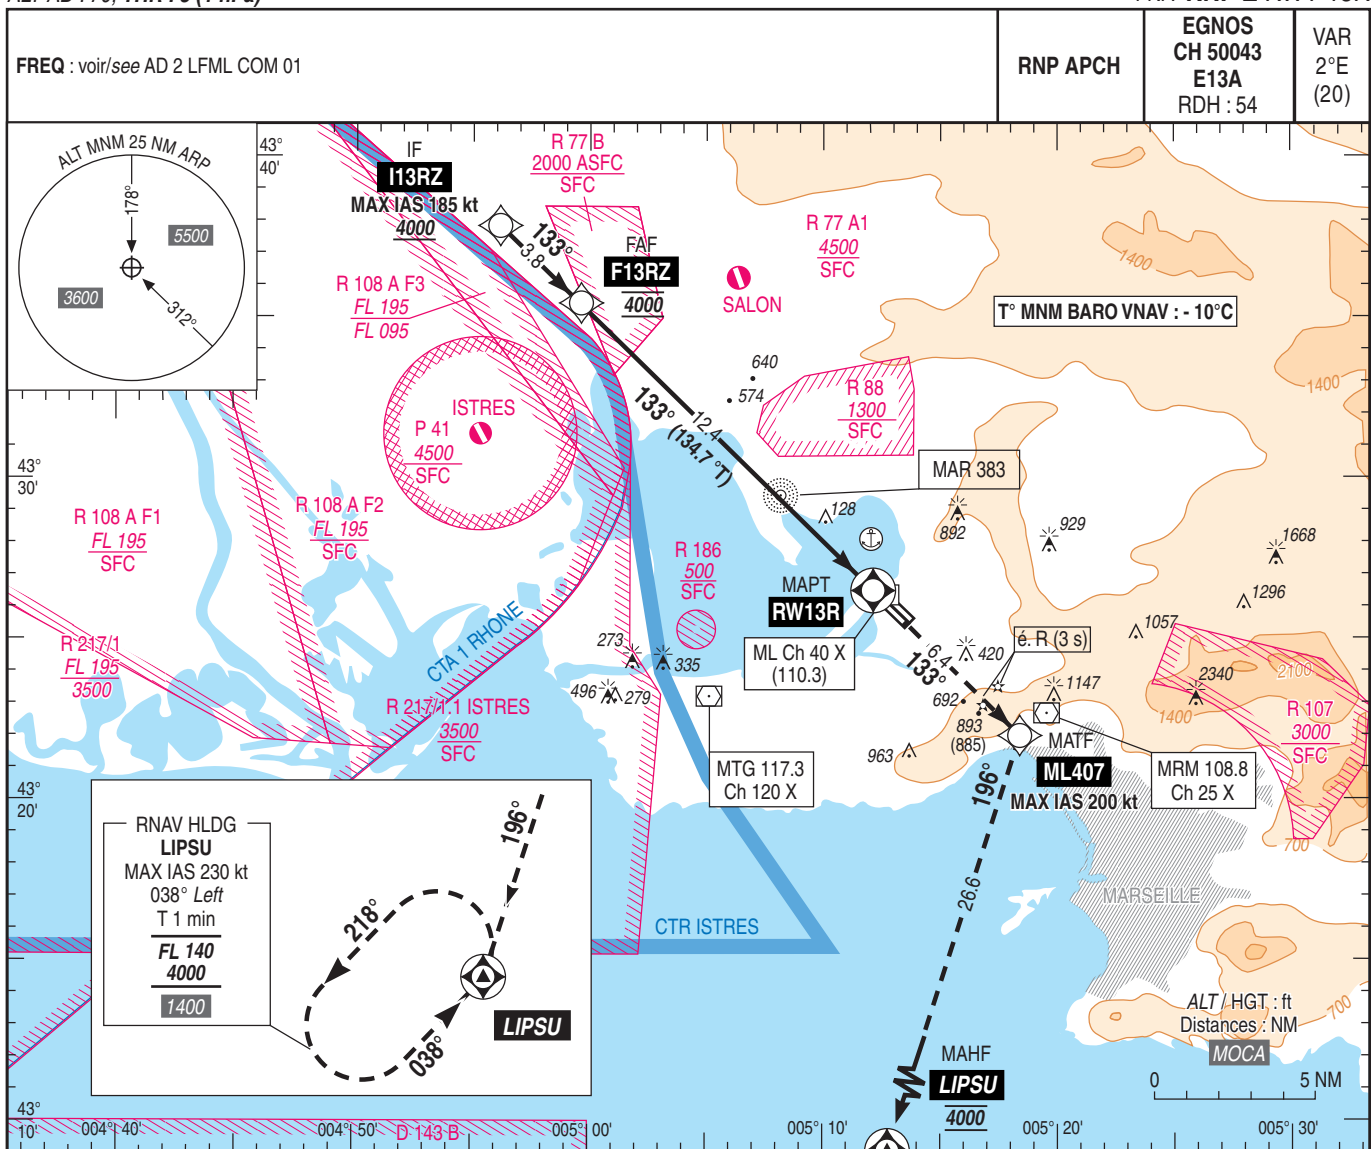 FREQ : voir/see AD 2 LFML COM 01
RNP APCH
EGNOS
CH 50043
E13A
RDH : 54
VAR
2°E
(20)
ALT MNM 25 NM ARP
178°
5500
3600
312°
43°
40'
IF
I13RZ
MAX IAS 185 kt
4000
R 77 B
2000 ASFC
SFC
133°
3.8
FAF
F13RZ
4000
R 77 A1
4500
SFC
SALON
1400
T° MNM BARO VNAV : - 10°C
R 108 A F3
FL 195
FL 095
640
574
R 88
1300
SFC
1400
ISTRES
P 41
4500
SFC
133°
12.4
(134.7 °T)
43°
30'
MAR 383
R 108 A F1
FL 195
SFC
R 108 A F2
FL 195
SFC
128
892
929
1668
R 186
500
SFC
MAPT
RW13R
1296
1057
CTA 1 RHONE
ML Ch 40 X
(110.3)
6.4
133°
é. R (3 s)
420
R 217/1
FL 195
3500
273
335
496
279
692
893
(885)
1147
2340
2100
1400
R 217/1.1 ISTRES
3500
SFC
R 107
3000
SFC
963
MATF
ML407
MAX IAS 200 kt
MTG 117.3
Ch 120 X
MRM 108.8
Ch 25 X
43°
20'
196°
700
RNAV HLDG
LIPSU
MAX IAS 230 kt
038° Left
T 1 min
FL 140
4000
1400
196°
218°
038°
LIPSU
26.6
MARSEILLE
CTR ISTRES
ALT / HGT : ft
Distances : NM
MOCA
700
MAHF
LIPSU
4000
0 5 NM
43°
10'
004° 40'
004° 50'
D 143 B
005° 00'
005° 10'
005° 20'
005° 30'